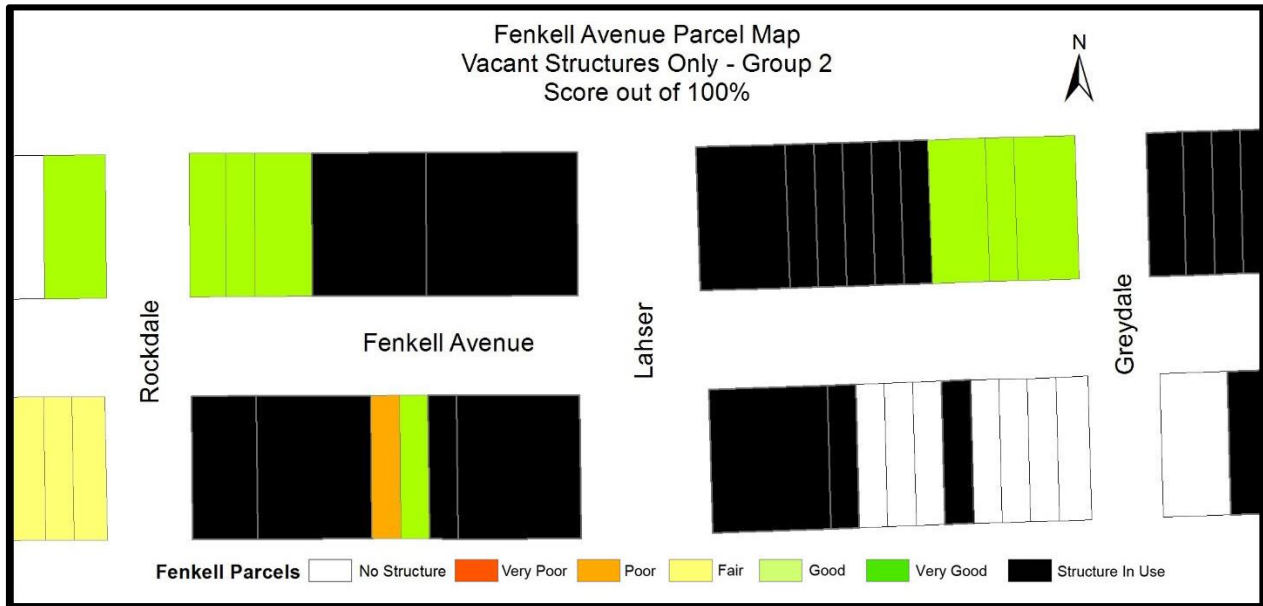 Fenkell Avenue Parcel Map
Vacant Structures Only - Group 2
Score out of 100%
N
Rockdale
Fenkell Avenue
Lahser
Greydale
Fenkell Parcels No Structure Very Poor Poor Fair Good Very Good Structure In Use